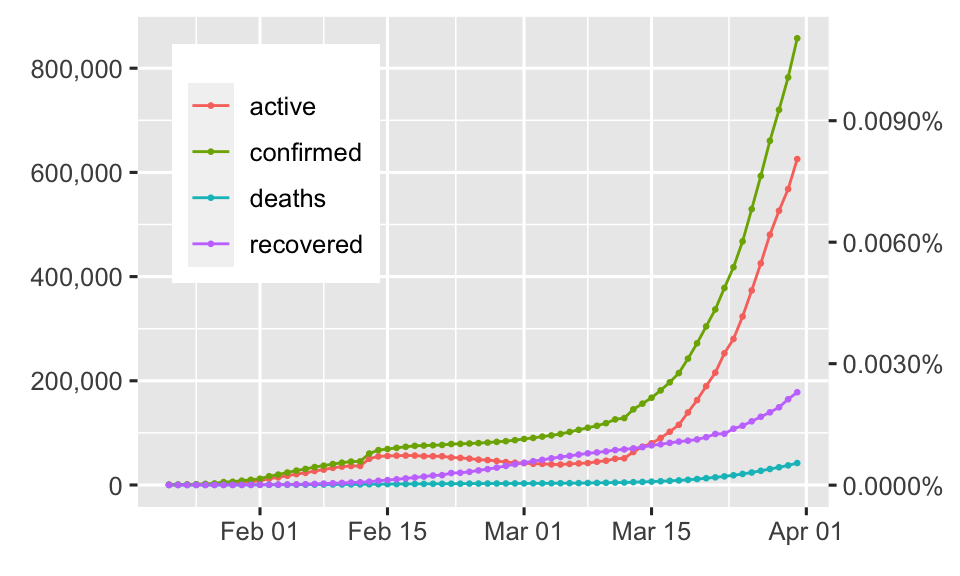 800,000
600,000
400,000
200,000
0
active
confirmed
deaths
recovered
0.0090%
0.0060%
0.0030%
0.0000%
Feb 01 Feb 15 Mar 01 Mar 15 Apr 01